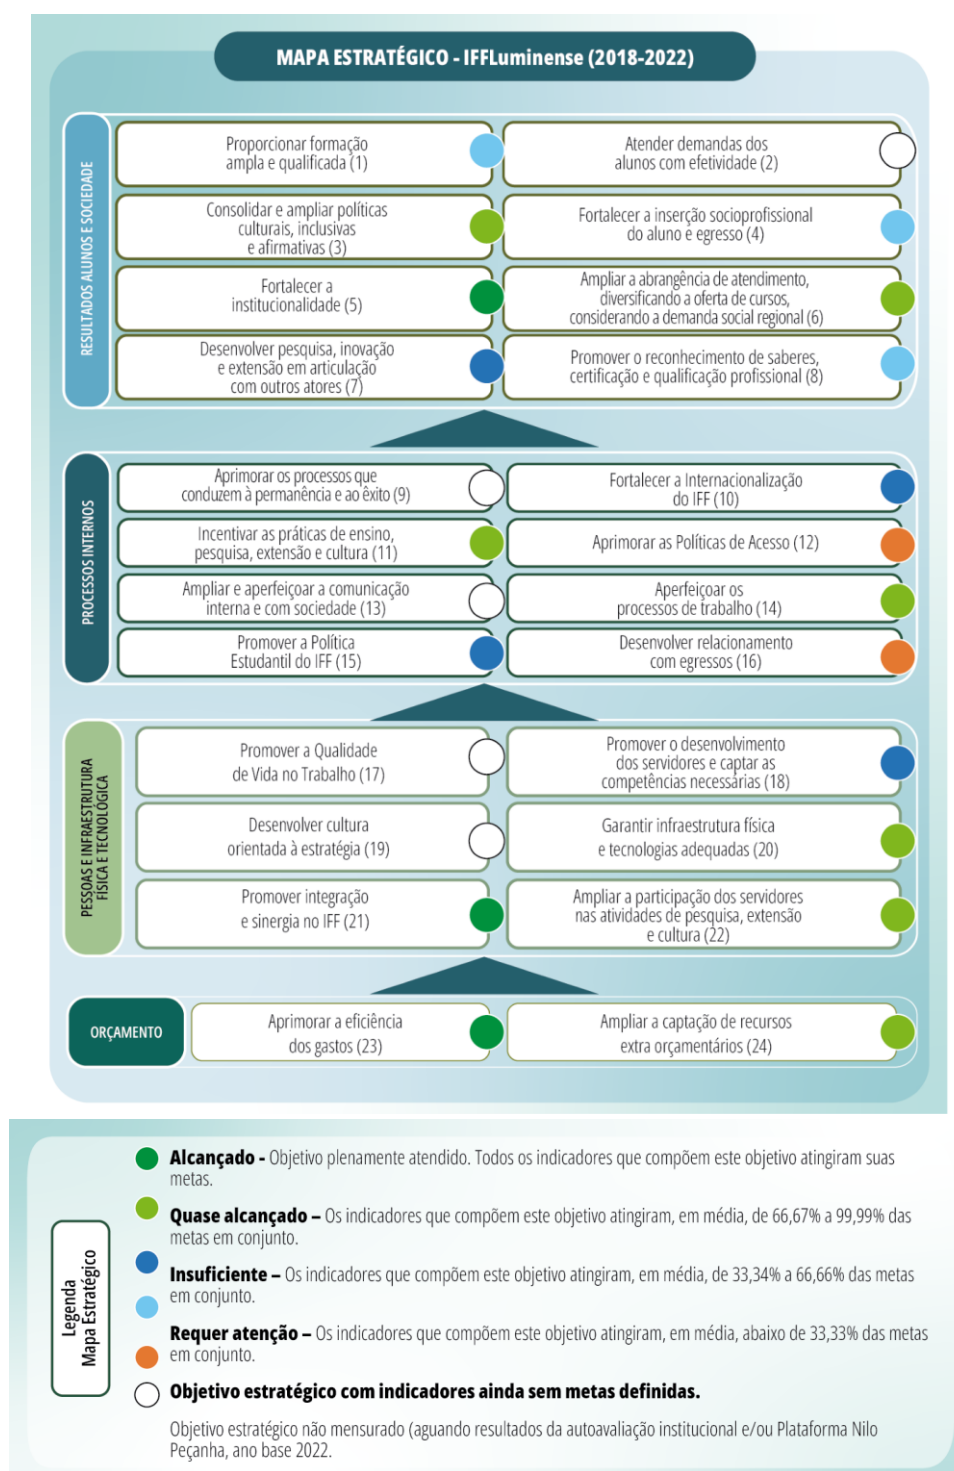 MAPA ESTRATÉGICO - IFFLuminense (2018-2022)
RESULTADOS ALUNOS E SOCIEDADE
Proporcionar formação
ampla e qualificada (1)
Atender demandas dos
alunos com efetividade (2)
Consolidar e ampliar políticas
culturais, inclusivas
e afirmativas (3)
Fortalecer a inserção socioprofissional
do aluno e egresso (4)
Fortalecer a
institucionalidade (5)
Ampliar a abrangência de atendimento,
diversificando a oferta de cursos,
considerando a demanda social regional (6)
Desenvolver pesquisa, inovação
e extensão em articulação
com outros atores (7)
Promover o reconhecimento de saberes,
certificação e qualificação profissional (8)
PROCESSOS INTERNOS
Aprimorar os processos que
conduzem à permanência e ao êxito (9)
Fortalecer a Internacionalização
do IFF (10)
Incentivar as práticas de ensino,
pesquisa, extensão e cultura (11)
Aprimorar as Políticas de Acesso (12)
Ampliar e aperfeiçoar a comunicação
interna e com sociedade (13)
Aperfeiçoar os
processos de trabalho (14)
Promover a Política
Estudantil do IFF (15)
Desenvolver relacionamento
com egressos (16)
PESSOAS E INFRAESTRUTURA
FÍSICA E TECNOLÓGICA
Promover a Qualidade
de Vida no Trabalho (17)
Promover o desenvolvimento
dos servidores e captar as
competências necessárias (18)
Desenvolver cultura
orientada à estratégia (19)
Garantir infraestrutura física
e tecnologias adequadas (20)
Promover integração
e sinergia no IFF (21)
Ampliar a participação dos servidores
nas atividades de pesquisa, extensão
e cultura (22)
ORÇAMENTO
Aprimorar a eficiência
dos gastos (23)
Ampliar a captação de recursos
extra orçamentários (24)
Legenda
Mapa Estratégico
Alcançado - Objetivo plenamente atendido. Todos os indicadores que compõem este objetivo atingiram suas
metas.
Quase alcançado – Os indicadores que compõem este objetivo atingiram, em média, de 66,67% a 99,99% das
metas em conjunto.
Insuficiente – Os indicadores que compõem este objetivo atingiram, em média, de 33,34% a 66,66% das metas
em conjunto.
Requer atenção – Os indicadores que compõem este objetivo atingiram, em média, abaixo de 33,33% das metas
em conjunto.
Objetivo estratégico com indicadores ainda sem metas definidas.
Objetivo estratégico não mensurado (aguando resultados da autoavaliação institucional e/ou Plataforma Nilo
Peçanha, ano base 2022.